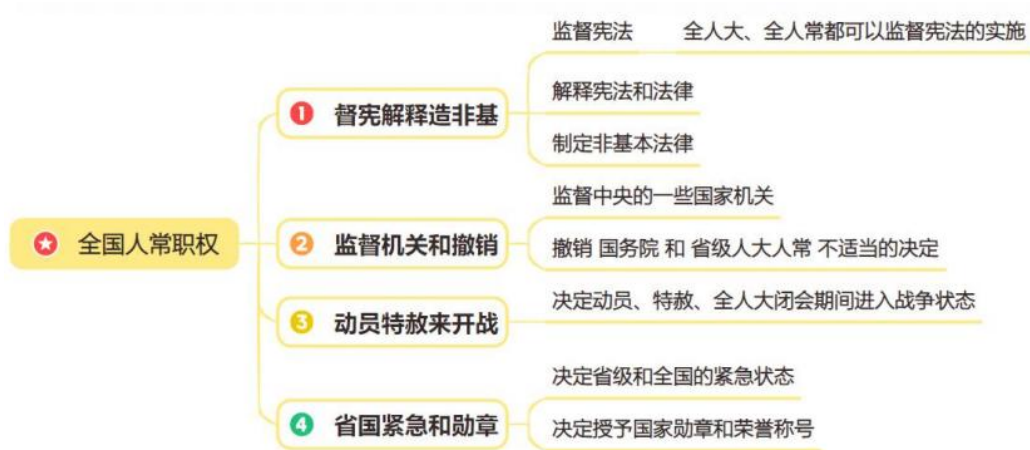 全国人常职权
1 督宪解释造非基
监督宪法 全人大、全人常都可以监督宪法的实施
解释宪法和法律
制定非基本法律
2 监督机关和撤销
监督中央的一些国家机关
撤销 国务院 和 省级人大人常 不适当的决定
3 动员特赦来开战
决定动员、特赦、全人大闭会期间进入战争状态
4 省国紧急和勋章
决定省级和全国的紧急状态
决定授予国家勋章和荣誉称号